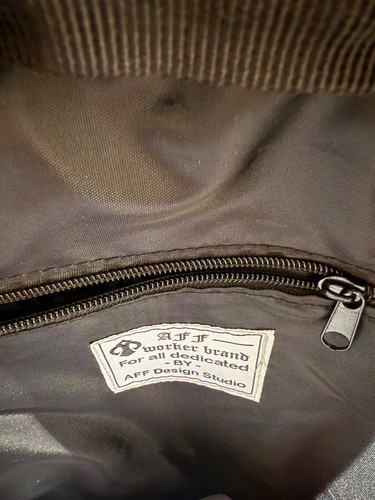 AFF
worker brand
For all dedicated
- BY -
AFF Design Studio